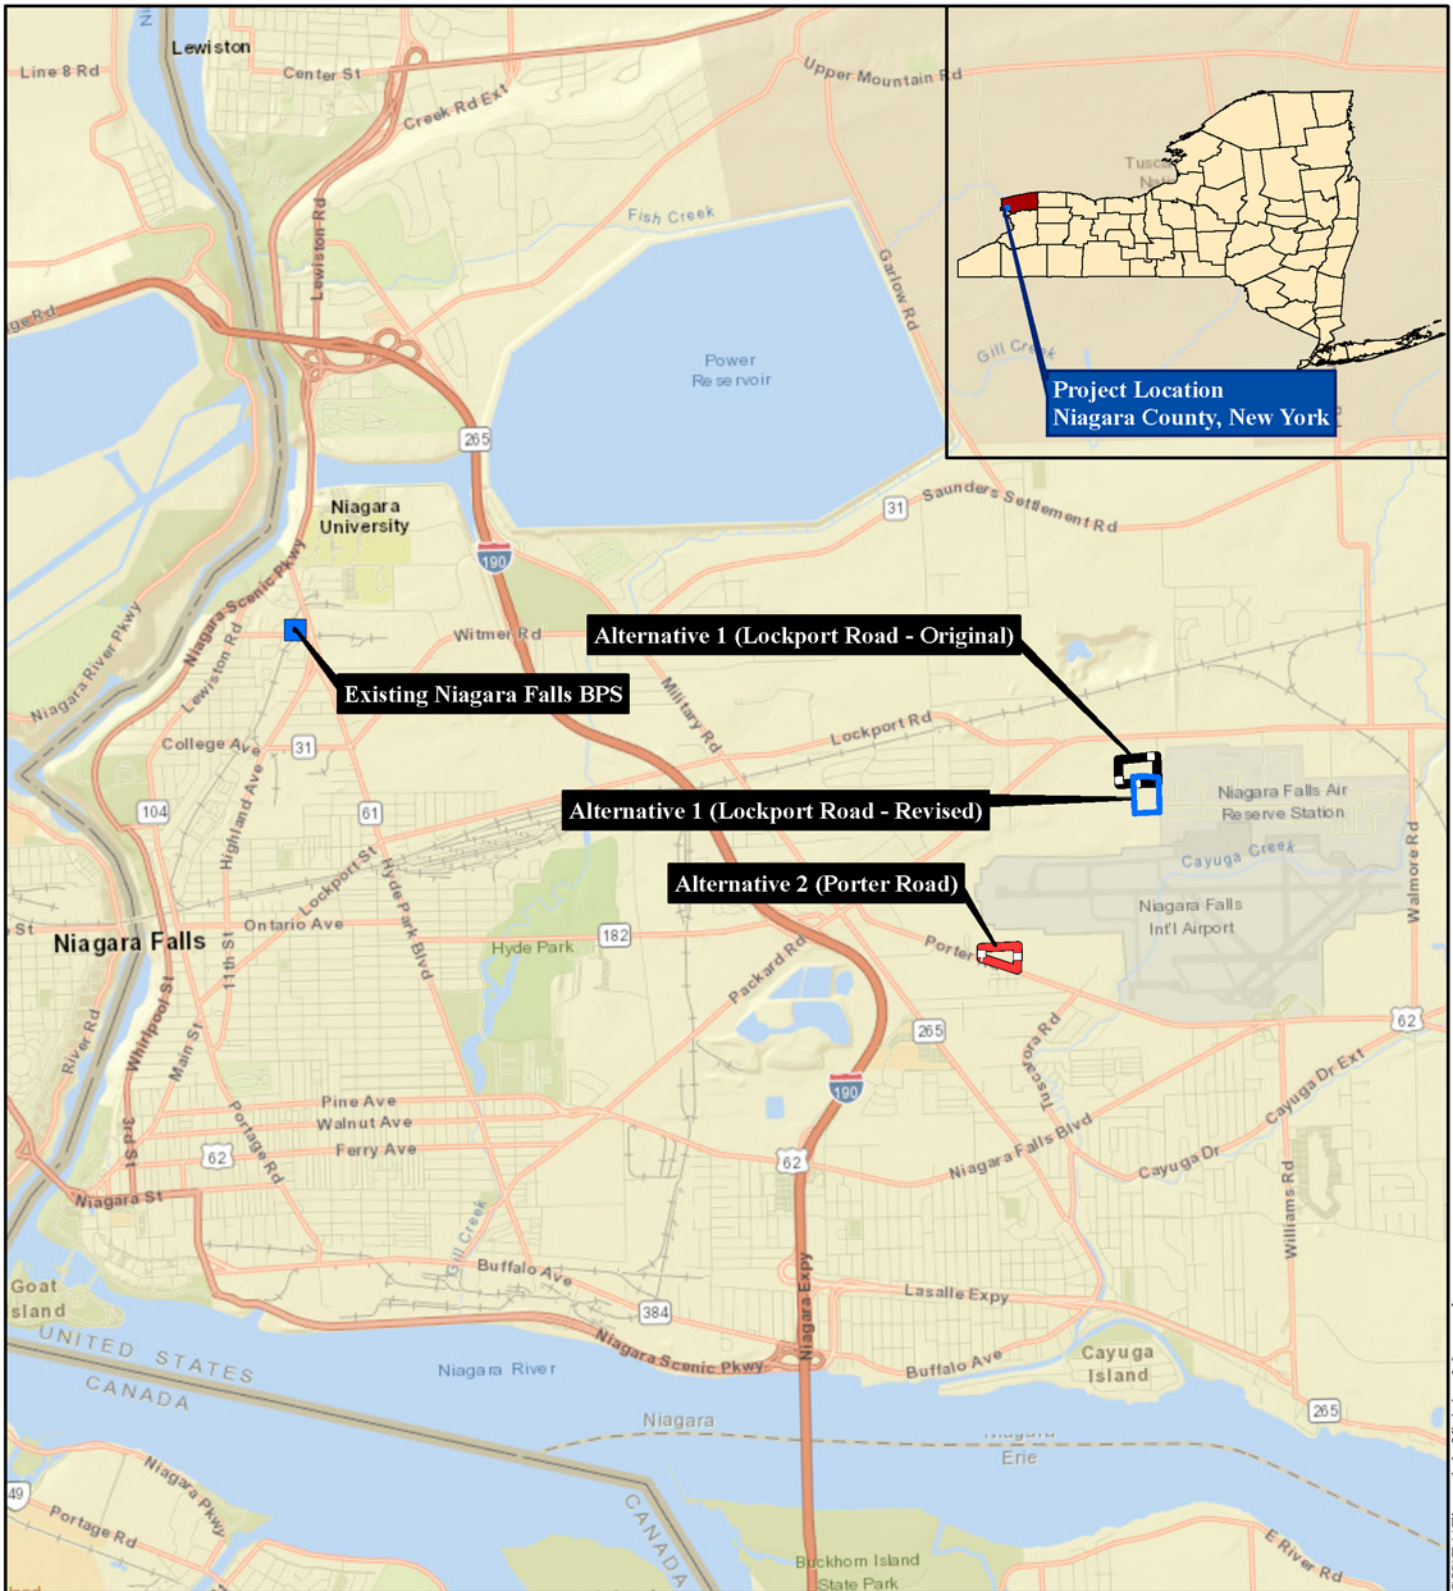 Lewiston
Line 8 Rd
Center St
Creek Rd Ext
Upper Mountain Rd
Lewiston Rd
Fish Creek
Garlow Rd
Gill Creek
Power
Reservoir
Project Location
Niagara County, New York
265
Niagara
University
190
31
Saunders Settlement Rd
Niagara Scenic Pkwy
Niagara River Pkwy
Lewiston Rd
Witmer Rd
Alternative 1 (Lockport Road - Original)
Existing Niagara Falls BPS
Military Rd
Lockport Rd
College Ave
31
Highland Ave
104
61
Alternative 1 (Lockport Road - Revised)
Niagara Falls Air
Reserve Station
Cayuga Creek
Walmore Rd
Lockport St
Hyde Park Blvd
Alternative 2 (Porter Road)
Niagara Falls
Int'l Airport
St
Ontario Ave
Niagara Falls
11th St
Hyde Park
182
Packard Rd
Porter
265
62
River Rd
Whirlpool St
Main St
Tuscarora Rd
190
Cayuga Dr Ext
Pine Ave
Walnut Ave
Ferry Ave
3rd St
Portage Rd
62
62
Niagara Falls Blvd
Cayuga Dr
Williams Rd
Niagara St
Gill Creek
Buffalo Ave
384
Niagara Expy
Lasalle Expy
Goat
Island
UNITED STATES
CANADA
Niagara River
Niagara Scenic Pkwy
Buffalo Ave
Cayuga
Island
265
Niagara
Niagara
Erie
49
Niagara Pkwy
Portage Rd
CANADA
Buckhorn Island
State Park
E River Rd